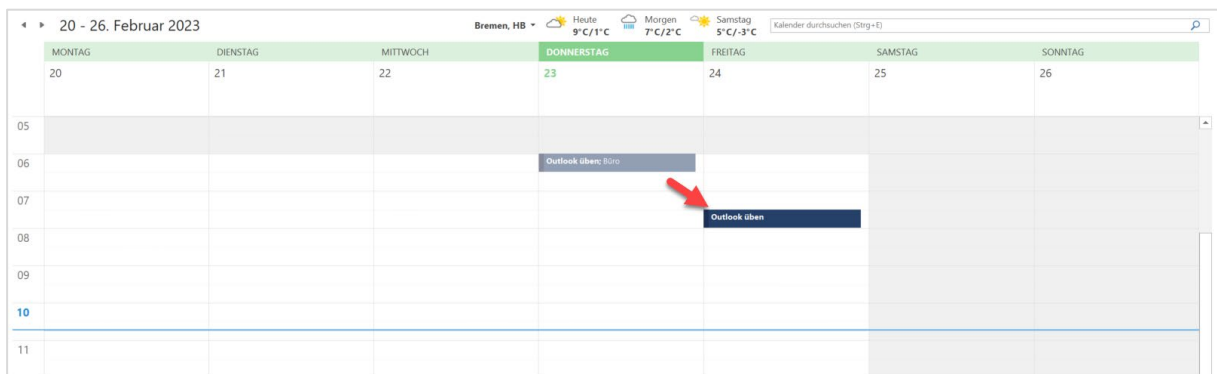 20 - 26. Februar 2023
Bremen, HB
Heute
9°C/1°C
Morgen
7°C/2°C
Samstag
5°C/-3°C
Kalender durchsuchen (Strg+E)
MONTAG DIENSTAG MITTWOCH DONNERSTAG FREITAG SAMSTAG SONNTAG
20 21 22 23 24 25 26
05
06
Outlook üben; Büro
07
Outlook üben
08
09
10
11